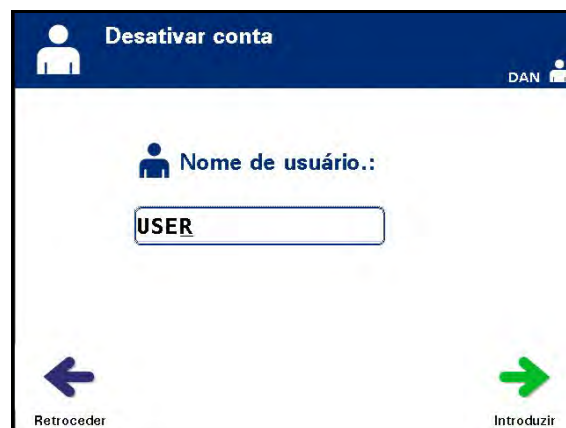 Desativar conta
DAN
Nome de usuário.:
USER
Retroceder
Introduzir